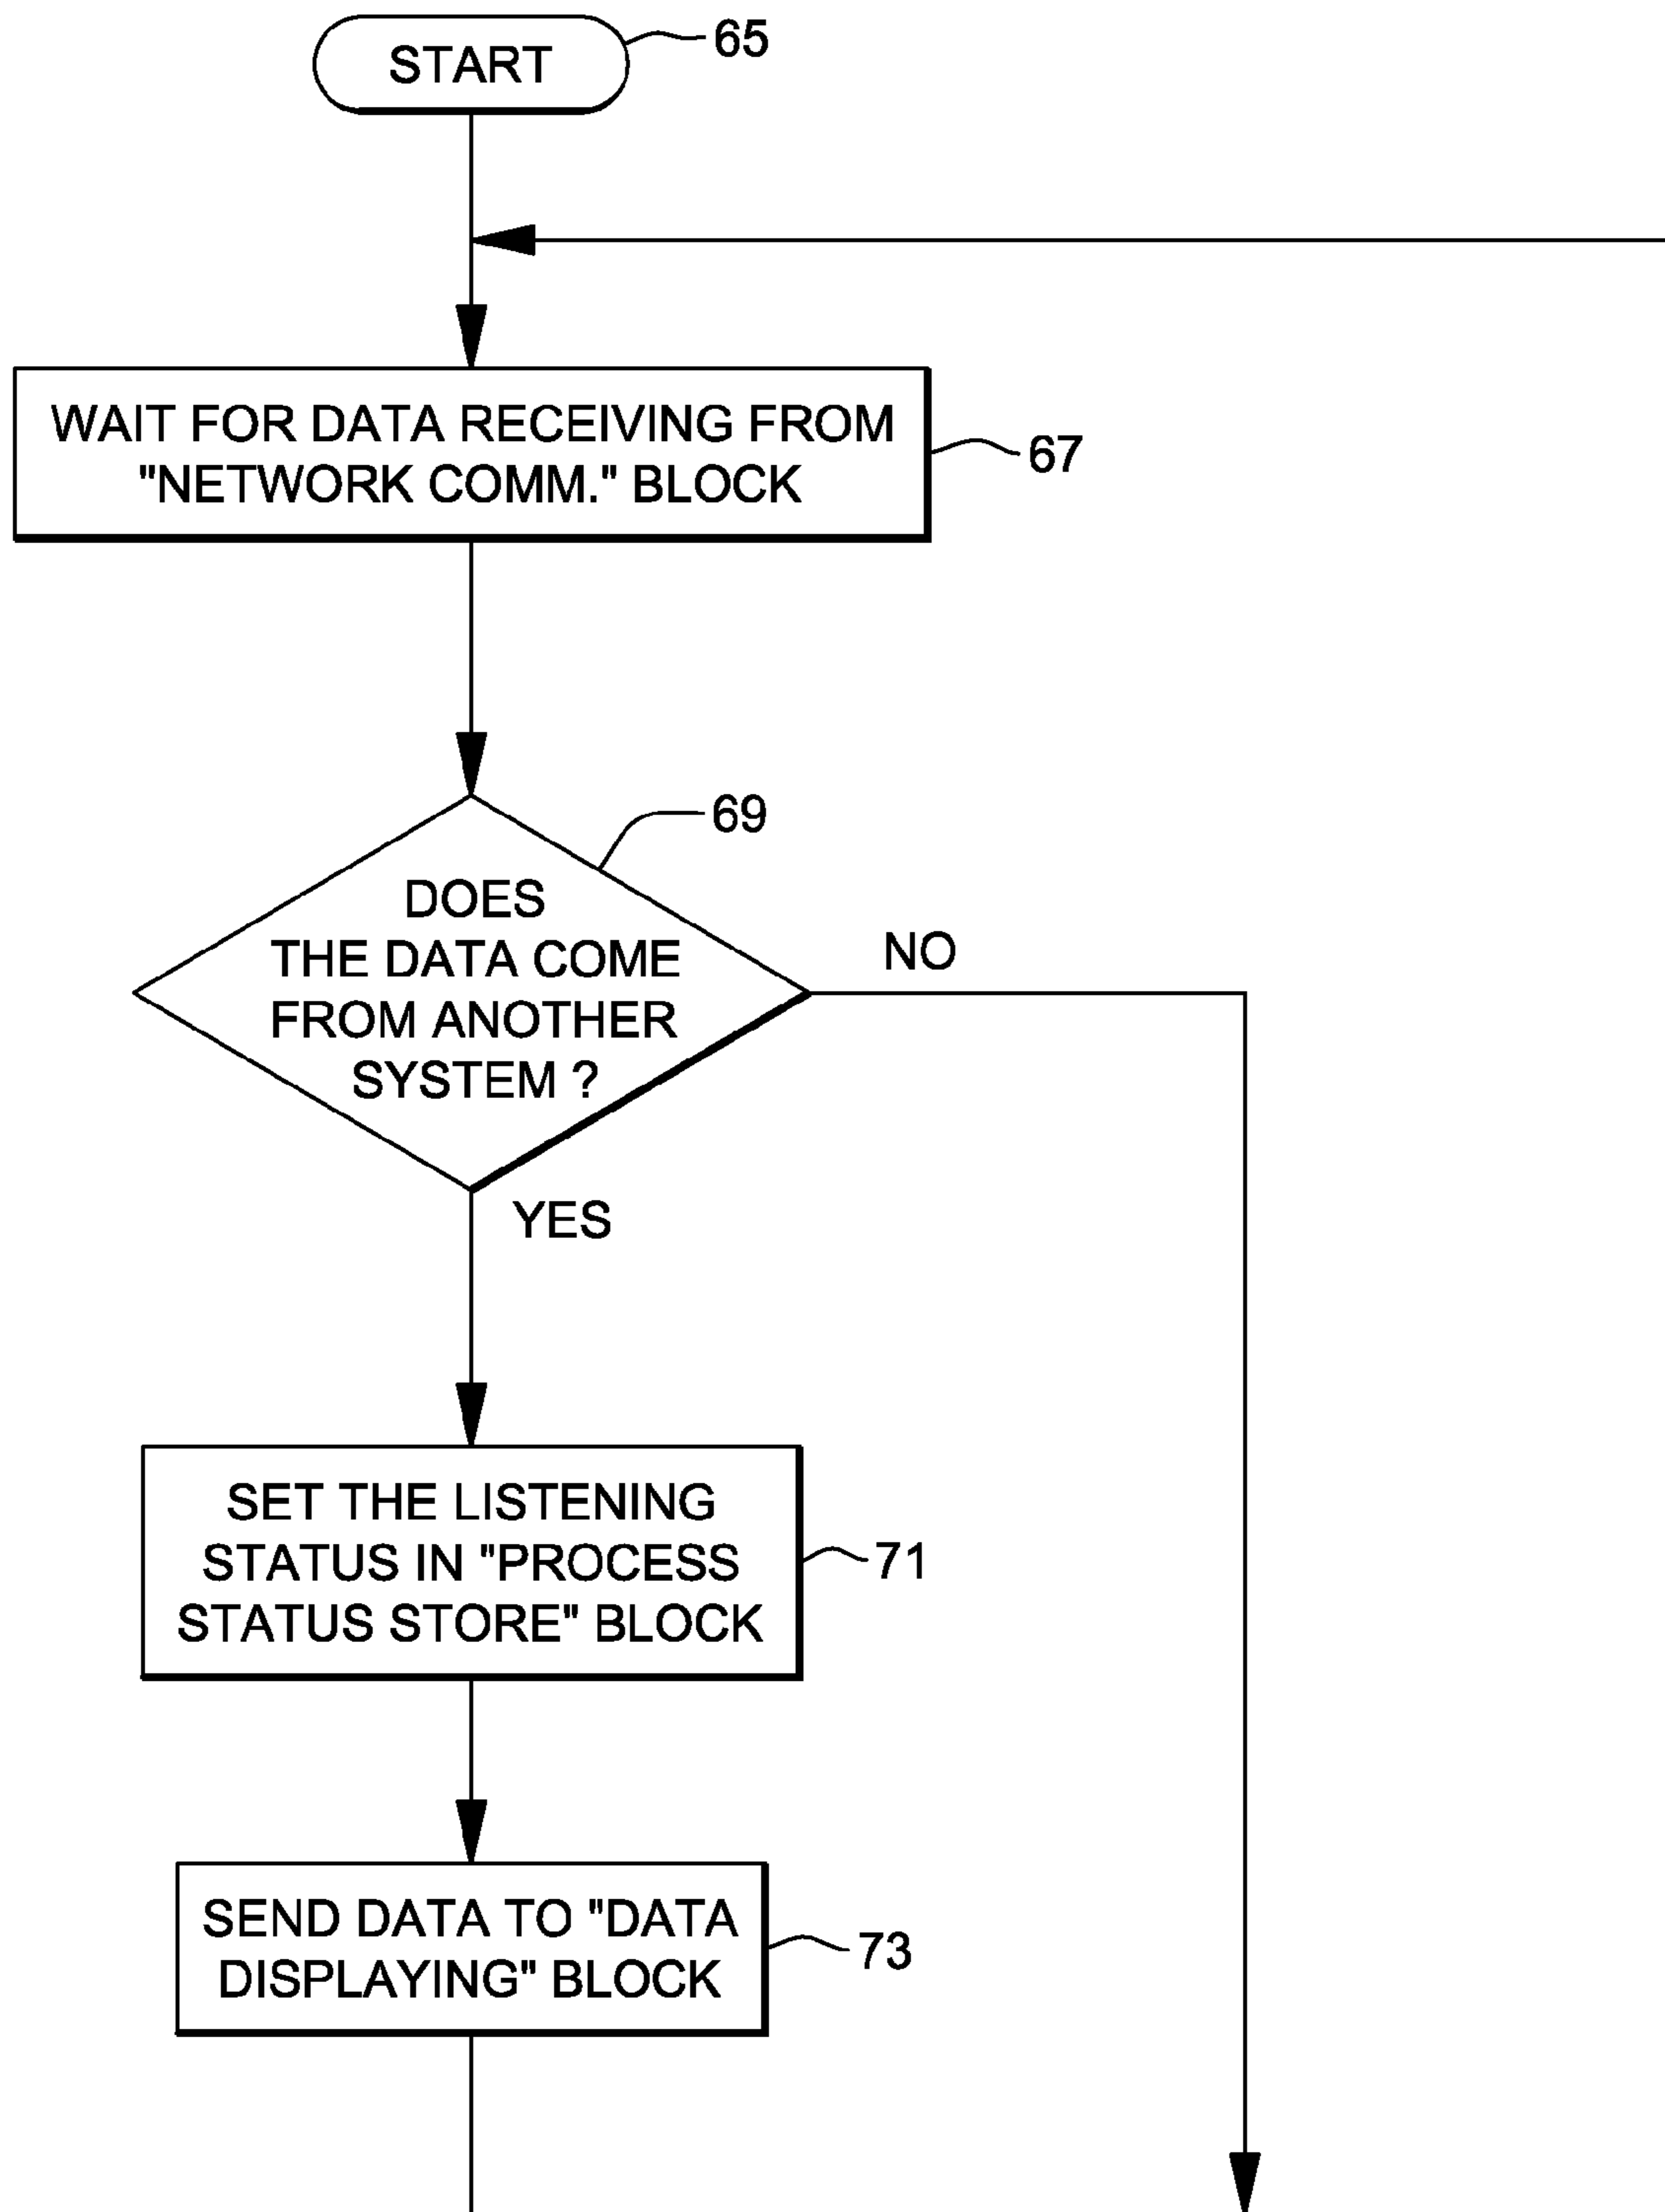 START
65
WAIT FOR DATA RECEIVING FROM
"NETWORK COMM." BLOCK
67
69
DOES
THE DATA COME
FROM ANOTHER
SYSTEM ?
NO
YES
SET THE LISTENING
STATUS IN "PROCESS
STATUS STORE" BLOCK
71
SEND DATA TO "DATA
DISPLAYING" BLOCK
73